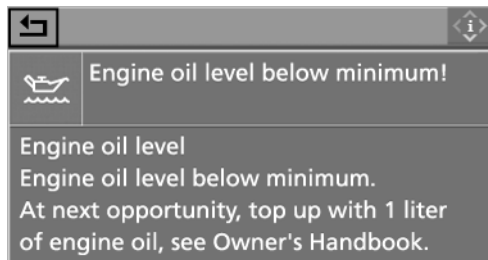 Engine oil level below minimum!
Engine oil level
Engine oil level below minimum.
At next opportunity, top up with 1 liter
of engine oil, see Owner's Handbook.